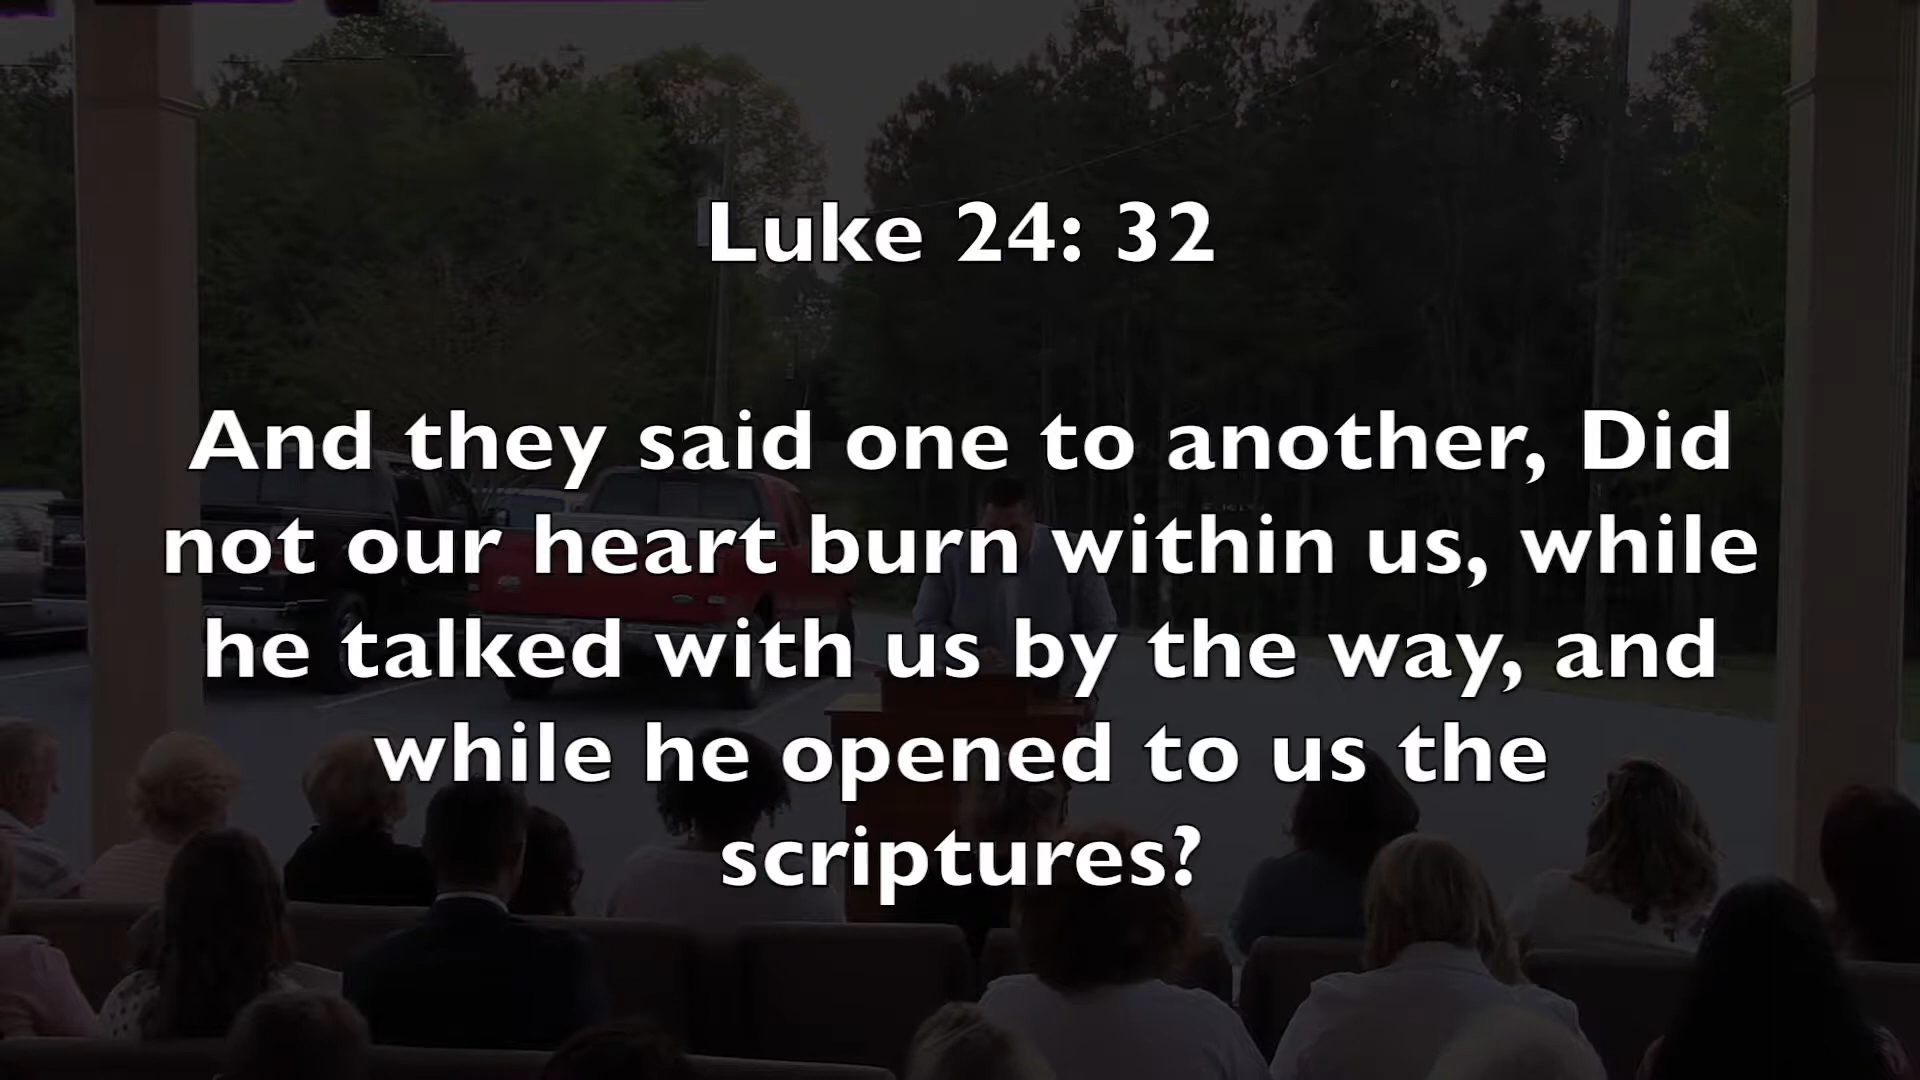 Luke 24: 32
And they said one to another, Did
not our heart burn within us, while
he talked with us by the way, and
while he opened to us the
scriptures?